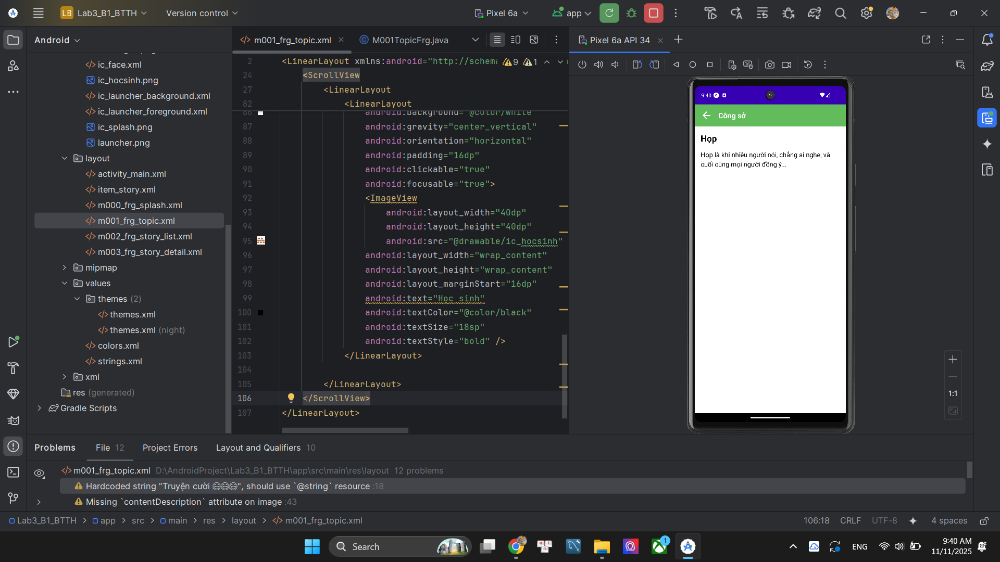 LB Lab3_B1_BTTH Version control Pixel 6a app
Android
ic_face.xml
ic_hocsinh.png
ic_launcher_background.xml
ic_launcher_foreground.xml
ic_splash.png
launcher.png
layout
activity_main.xml
item_story.xml
m000_frg_splash.xml
m001_frg_topic.xml
m002_frg_story_list.xml
m003_frg_story_detail.xml
mipmap
values
themes (2)
themes.xml
themes.xml (night)
colors.xml
strings.xml
xml
res (generated)
Gradle Scripts
m001_frg_topic.xml M001TopicFrg.java
2 <LinearLayout xmlns:android="http://schema 9 1
24 <ScrollView
27 <LinearLayout
82 <LinearLayout
86 android:background="@color/white"
87 android:gravity="center_vertical"
88 android:orientation="horizontal"
89 android:padding="16dp"
90 android:clickable="true"
91 android:focusable="true">
92 <ImageView
93 android:layout_width="40dp"
94 android:layout_height="40dp"
95 android:src="@drawable/ic_hocsinh"
96 android:layout_width="wrap_content"
97 android:layout_height="wrap_content"
98 android:layout_marginStart="16dp"
99 android:text="Học sinh"
100 android:textColor="@color/black"
101 android:textSize="18sp"
102 android:textStyle="bold" />
103 </LinearLayout>
104
105 </LinearLayout>
106 </ScrollView>
107 </LinearLayout>
Pixel 6a API 34
9:40
Công sở
Họp
Họp là khi nhiều người nói, chẳng ai nghe, và
cuối cùng mọi người đồng ý...
1:1
Problems File 12 Project Errors Layout and Qualifiers 10
m001_frg_topic.xml D:\AndroidProject\Lab3_B1_BTTH\app\src\main\res\layout 12 problems
Hardcoded string "Truyện cười 😄😄😄", should use `@string` resource :18
Missing `contentDescription` attribute on image :43
Lab3_B1_BTTH > app > src > main > res > layout > m001_frg_topic.xml
106:18 CRLF UTF-8 4 spaces
Search
1
ENG
9:40 AM
11/11/2025